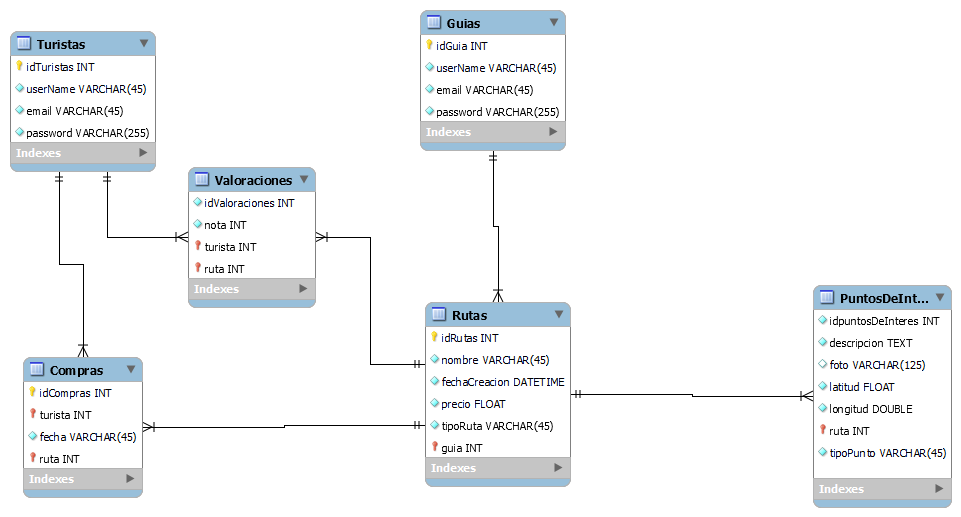 Turistas
idTuristas INT
userName VARCHAR(45)
email VARCHAR(45)
password VARCHAR(255)
Indexes
Guias
idGuia INT
userName VARCHAR(45)
email VARCHAR(45)
password VARCHAR(255)
Indexes
Valoraciones
idValoraciones INT
nota INT
turista INT
ruta INT
Indexes
Rutas
idRutas INT
nombre VARCHAR(45)
fechaCreacion DATETIME
precio FLOAT
tipoRuta VARCHAR(45)
guia INT
Indexes
PuntosDeInt...
idpuntosDeInteres INT
descripcion TEXT
foto VARCHAR(125)
latitud FLOAT
longitud DOUBLE
ruta INT
tipoPunto VARCHAR(45)
Indexes
Compras
idCompras INT
turista INT
fecha VARCHAR(45)
ruta INT
Indexes